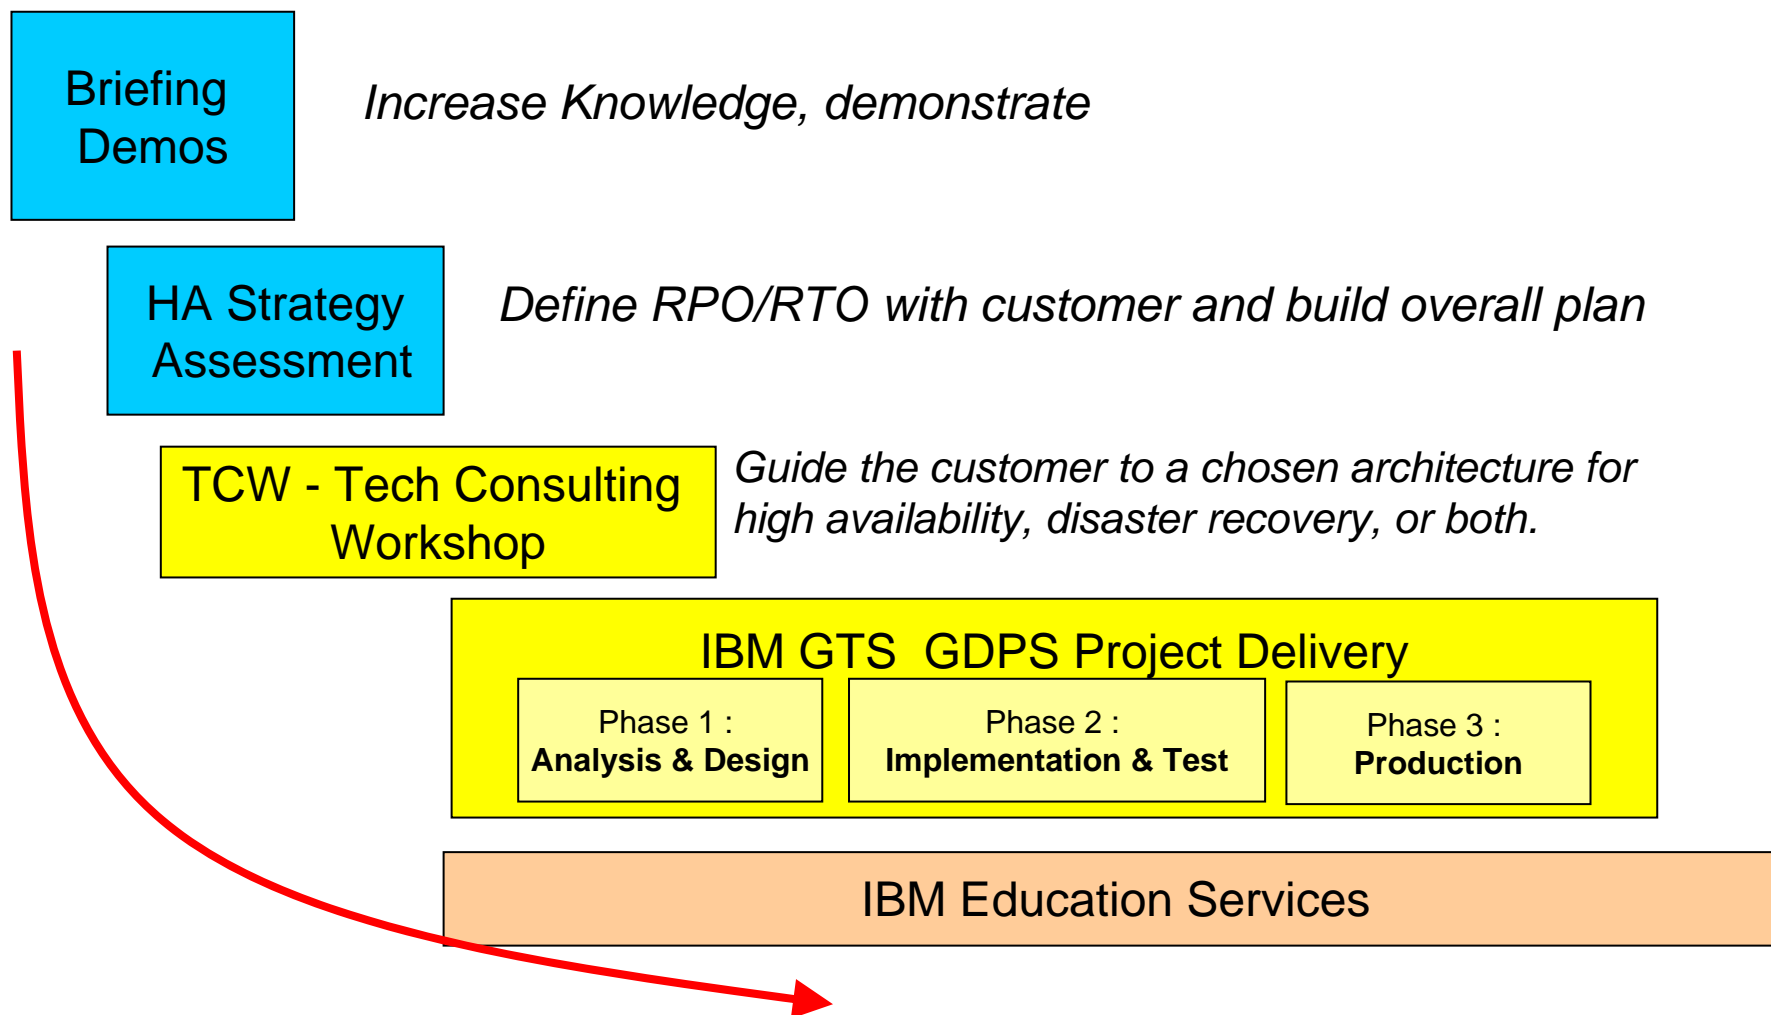 Briefing
Demos
Increase Knowledge, demonstrate
HA Strategy
Assessment
Define RPO/RTO with customer and build overall plan
TCW - Tech Consulting
Workshop
Guide the customer to a chosen architecture for
high availability, disaster recovery, or both.
IBM GTS  GDPS Project Delivery
Phase 1 :
Analysis & Design
Phase 2 :
Implementation & Test
Phase 3 :
Production
IBM Education Services